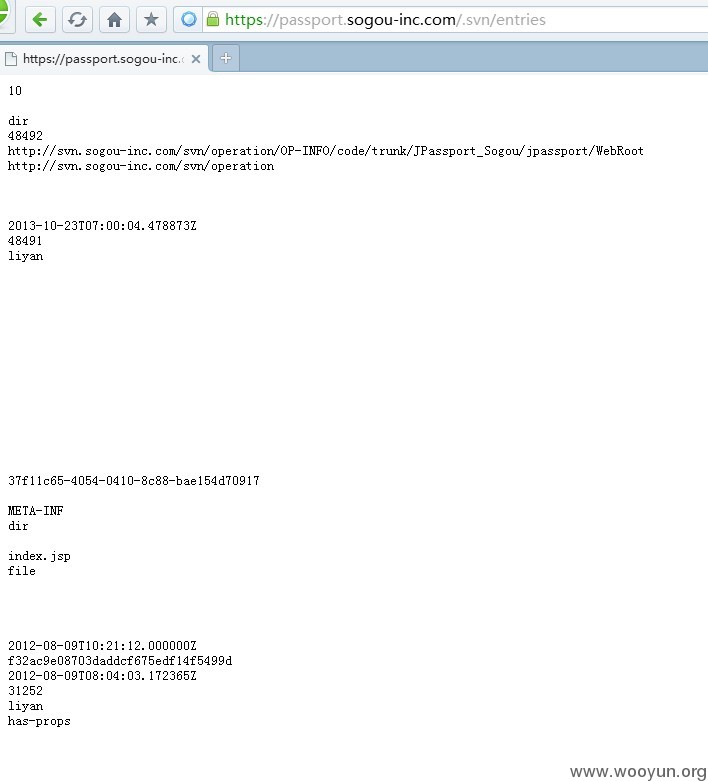 https://passport.sogou-inc.com/.svn/entries
https://passport.sogou-inc.c
10
dir
48492
http://svn.sogou-inc.com/svn/operation/OP-INFO/code/trunk/JPassport_Sogou/jpassport/WebRoot
http://svn.sogou-inc.com/svn/operation
2013-10-23T07:00:04.478873Z
48491
liyan
37f11c65-4054-0410-8c88-bae154d70917
META-INF
dir
index.jsp
file
2012-08-09T10:21:12.000000Z
f32ac9e08703daddcf675edf14f5499d
2012-08-09T08:04:03.172365Z
31252
liyan
has-props
www.wooyun.org